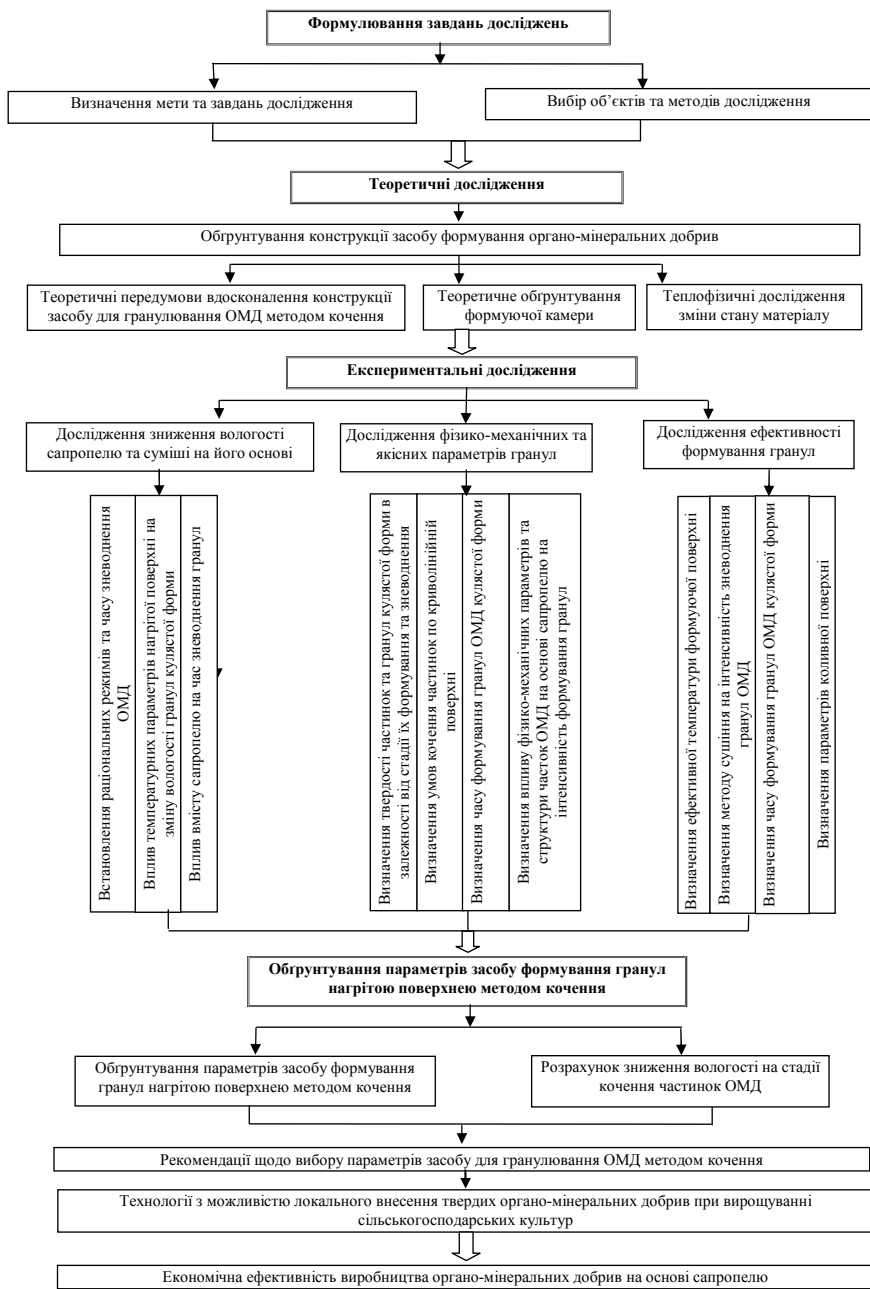 Формулювання завдань досліджень
Визначення мети та завдань дослідження
Вибір об’єктів та методів дослідження
Теоретичні дослідження
Обґрунтування конструкції засобу формування органо-мінеральних добрив
Теоретичні передумови вдосконалення конструкції
засобу для гранулювання ОМД методом кочення
Теоретичне обґрунтування
формуючої камери
Теплофізичні дослідження
зміни стану матеріалу
Експериментальні дослідження
Дослідження зниження вологості
сапропелю та суміші на його основі
Дослідження фізико-механічних та
якісних параметрів гранул
Дослідження ефективності
формування гранул
Встановлення раціональних режимів та часу зневоднення
ОМД
Вплив температурних параметрів нагрітої поверхні на
зміну вологості гранул кулястої форми
Вплив вмісту сапропелю на час зневоднення гранул
Визначення твердості частинок та гранул кулястої форми в
залежності від стадії їх формування та зневоднення
Визначення умов кочення частинок по криволінійній
поверхні
Визначення часу формування гранул ОМД кулястої форми
Визначення впливу фізико-механічних параметрів та
структури часток ОМД на основі сапропелю на
інтенсивність формування гранул
Визначення ефективної температури формуючої поверхні
Визначення методу сушіння на інтенсивність зневоднення
гранул ОМД
Визначення часу формування гранул ОМД кулястої форми
Визначення параметрів коливної поверхні
Обґрунтування параметрів засобу формування гранул
нагрітою поверхнею методом кочення
Обґрунтування параметрів засобу формування
гранул нагрітою поверхнею методом кочення
Розрахунок зниження вологості на стадії
кочення частинок ОМД
Рекомендації щодо вибору параметрів засобу для гранулювання ОМД методом кочення
Технології з можливістю локального внесення твердих органо-мінеральних добрив при вирощуванні
сільськогосподарських культур
Економічна ефективність виробництва органо-мінеральних добрив на основі сапропелю